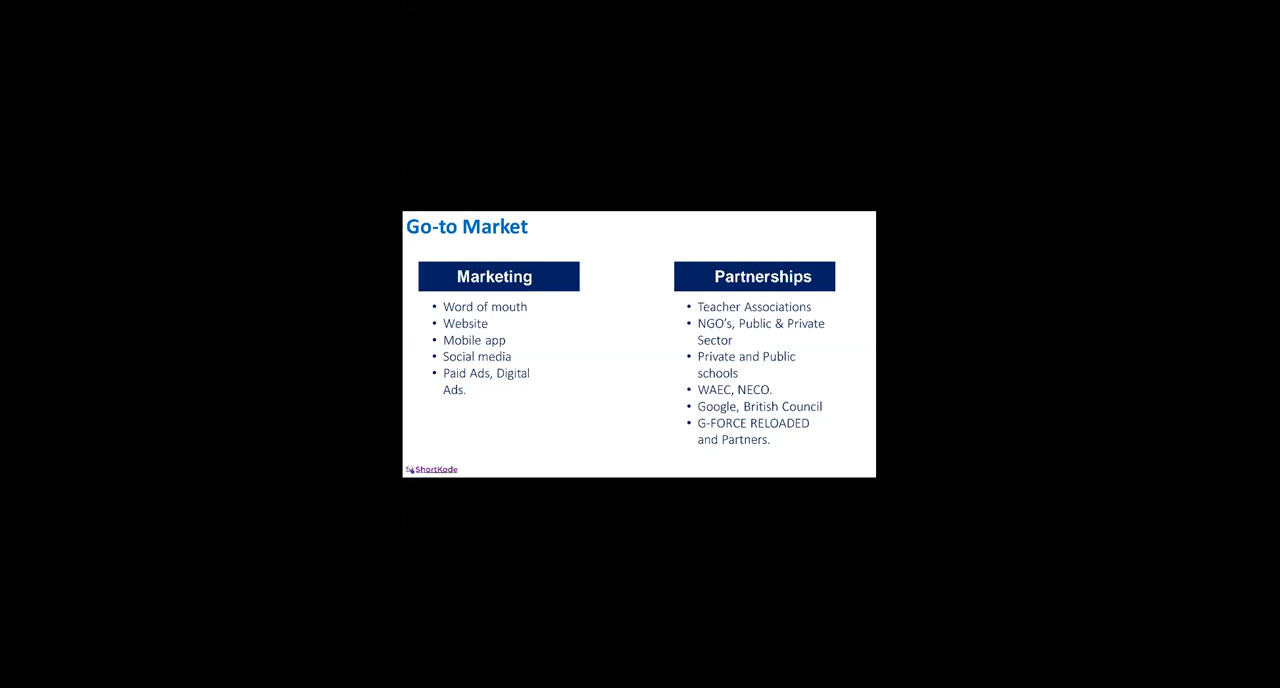 Go-to Market
Marketing
• Word of mouth
• Website
• Mobile app
• Social media
• Paid Ads, Digital
Ads.
Partnerships
• Teacher Associations
• NGO's, Public & Private
Sector
• Private and Public
schools
• WAEC, NECO.
• Google, British Council
• G-FORCE RELOADED
and Partners.
ShortKode